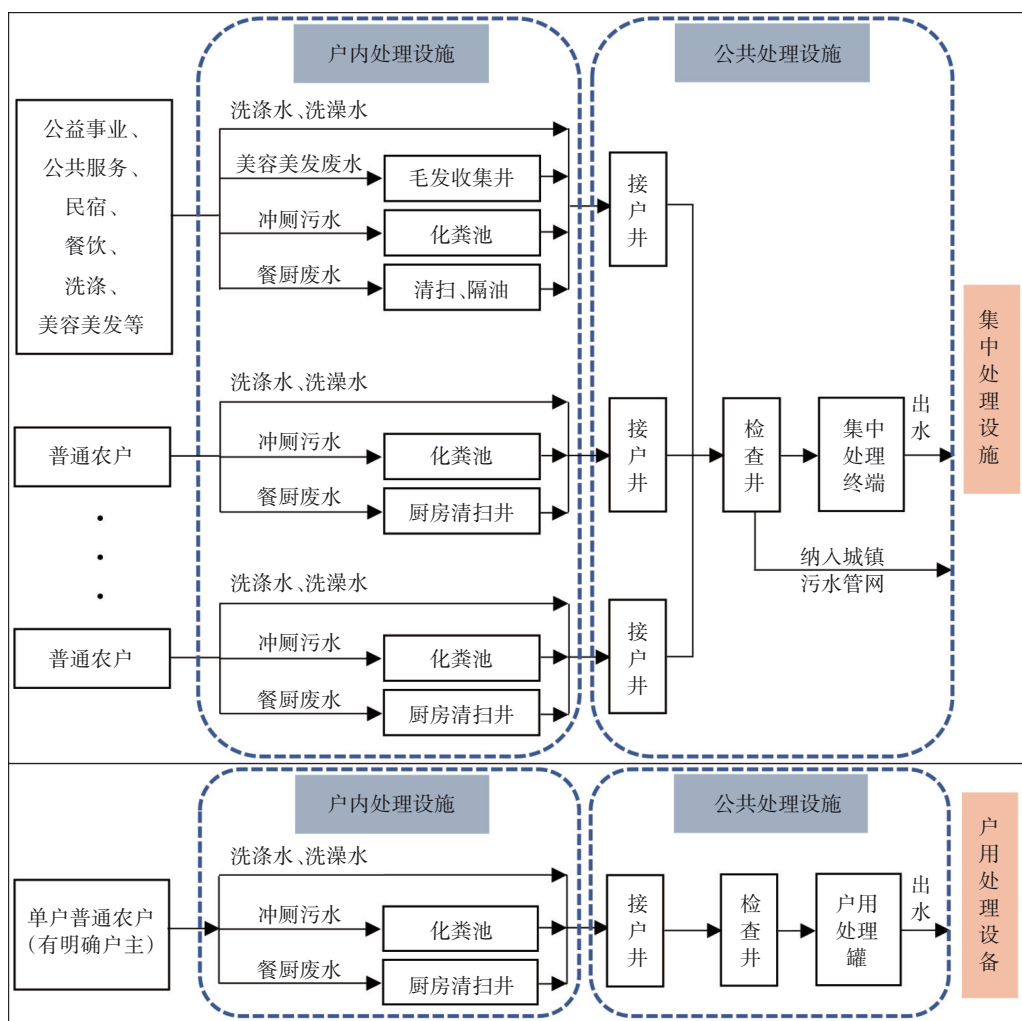 户内处理设施
公共处理设施
公益事业、
公共服务、
民宿、
餐饮、
洗涤、
美容美发等
洗涤水、洗澡水
美容美发废水
毛发收集井
冲厕污水
化粪池
餐厨废水
清扫、隔油
接户井
普通农户
洗涤水、洗澡水
冲厕污水
化粪池
餐厨废水
厨房清扫井
接户井
检查井
集中
处理
终端
出水
纳入城镇
污水管网
普通农户
洗涤水、洗澡水
冲厕污水
化粪池
餐厨废水
厨房清扫井
接户井
集中处理设施
户内处理设施
公共处理设施
单户普通农户
(有明确户主)
洗涤水、洗澡水
冲厕污水
化粪池
餐厨废水
厨房清扫井
接户井
检查井
户用
处理
罐
出水
户用处理设备